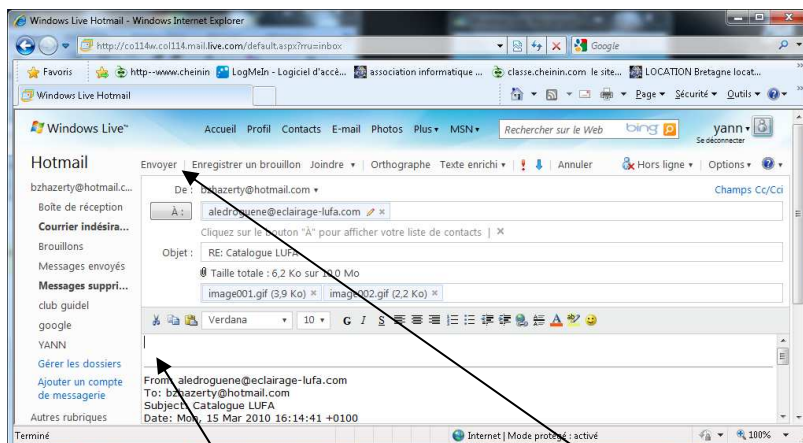 Windows Live Hotmail - Windows Internet Explorer
http://co114w.col114.mail.live.com/default.aspx?rru=inbox
Google
Favoris http--www.cheinin LogMeIn - Logiciel d'accè... association informatique ... classe.cheinin.com le site... LOCATION Bretagne locat...
Windows Live Hotmail Page Sécurité Outils
Windows Live™ Accueil Profil Contacts E-mail Photos Plus MSN Rechercher sur le Web bing yann
Se déconnecter
Hotmail Envoyer | Enregistrer un brouillon Joindre | Orthographe Texte enrichi | Annuler Hors ligne | Options
bzhazerty@hotmail.c... De : bzhazerty@hotmail.com Champs Cc/Cci
Boîte de réception À : aledroguene@eclairage-lufa.com ×
Courrier indésira... Cliquez sur le bouton "À" pour afficher votre liste de contacts | ×
Brouillons Objet : RE: Catalogue LUFA
Messages envoyés Taille totale : 6,2 Ko sur 10,0 Mo
Messages suppri... image001.gif (3,9 Ko) × image002.gif (2,2 Ko) ×
club guidel
google Verdana 10 G I S A
YANN
Gérer les dossiers
Ajouter un compte de messagerie
From: aledroguene@eclairage-lufa.com
To: bzhazerty@hotmail.com
Subject: Catalogue LUFA
Autres rubriques Date: Mon, 15 Mar 2010 16:14:41 +0100
Terminé Internet | Mode protégé : activé 100%